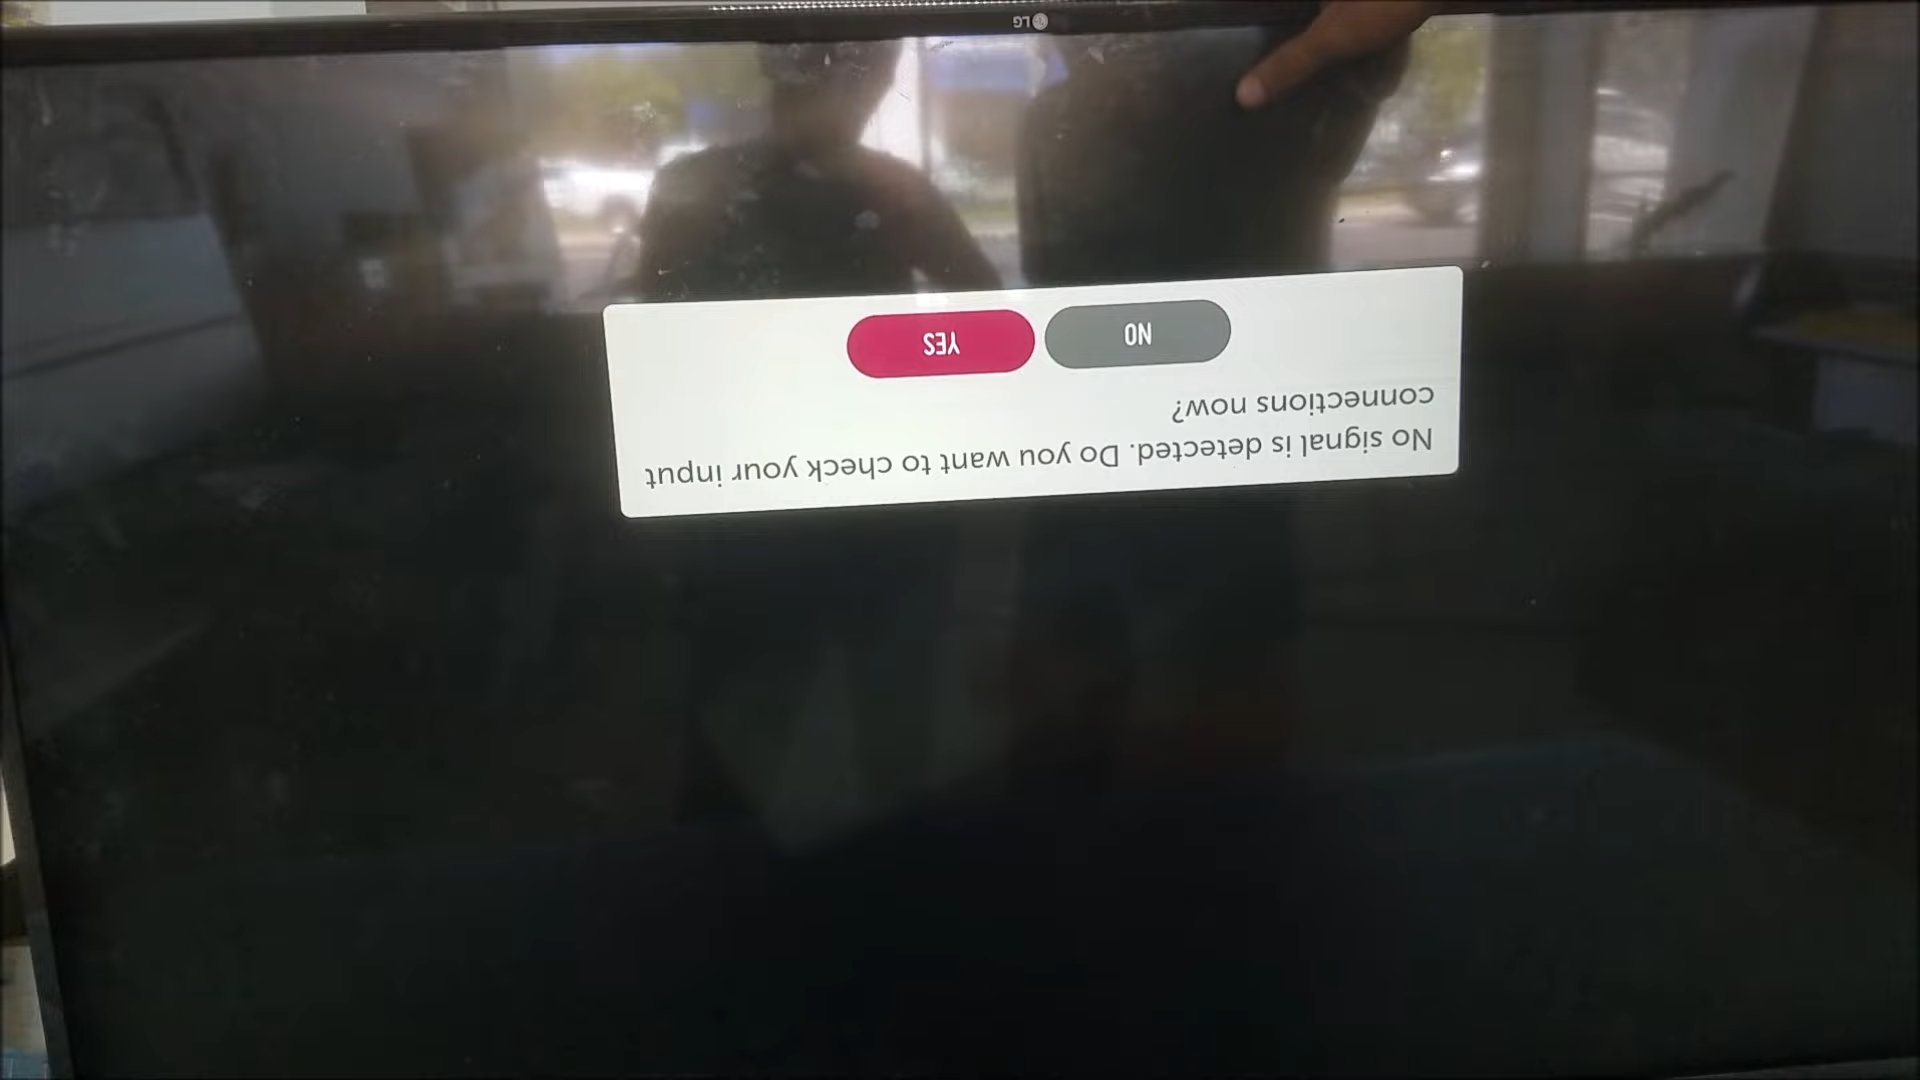 No signal is detected. Do you want to check your input
connections now?
NO
YES
LG